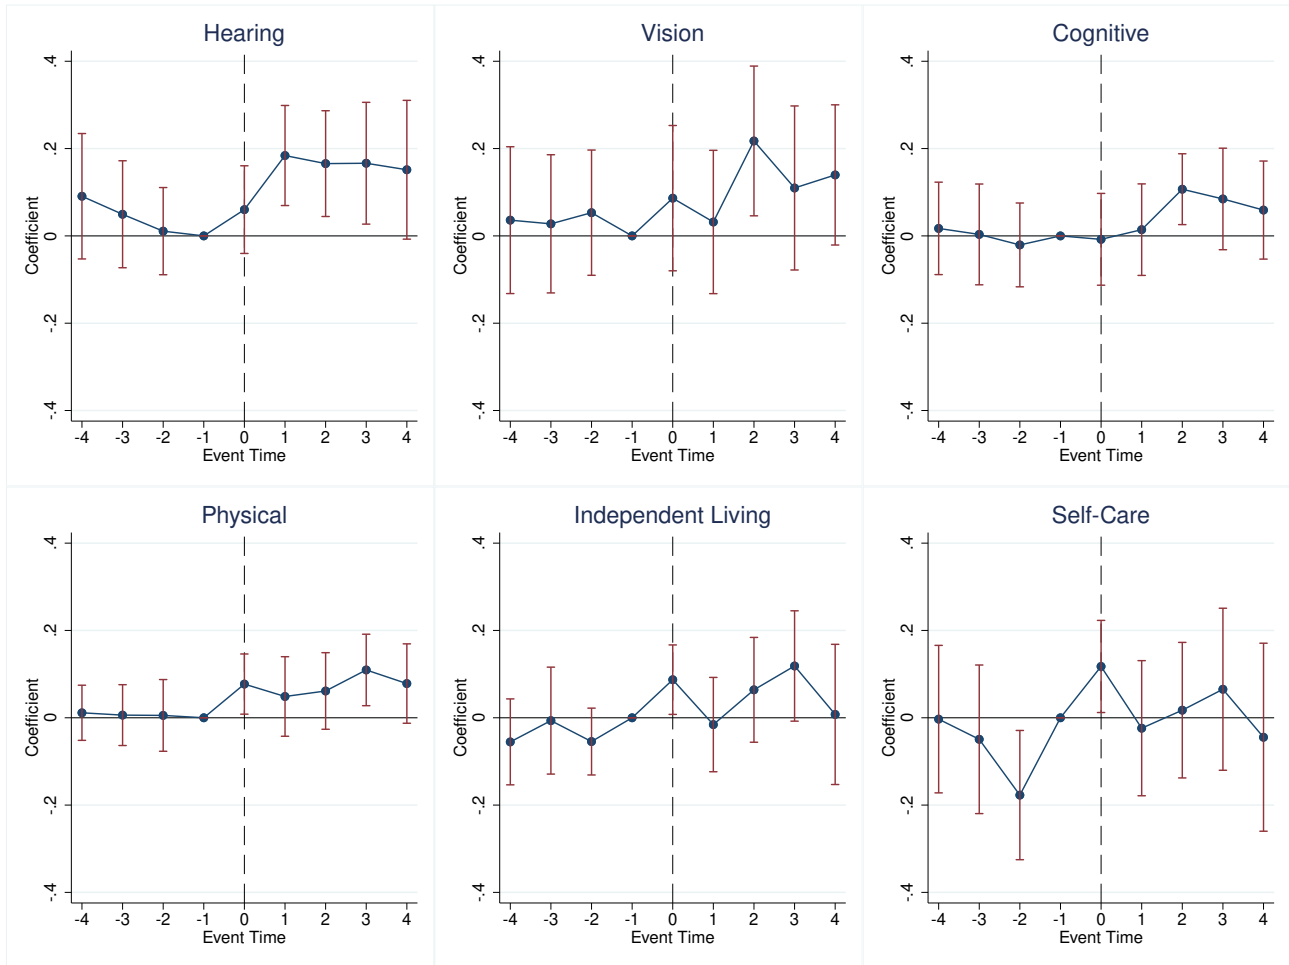 Hearing
Vision
Cognitive
.4
.2
0
-.2
-.4
Coefficient
-4 -3 -2 -1 0 1 2 3 4
Event Time
.4
.2
0
-.2
-.4
Coefficient
-4 -3 -2 -1 0 1 2 3 4
Event Time
.4
.2
0
-.2
-.4
Coefficient
-4 -3 -2 -1 0 1 2 3 4
Event Time
Physical
Independent Living
Self-Care
.4
.2
0
-.2
-.4
Coefficient
-4 -3 -2 -1 0 1 2 3 4
Event Time
.4
.2
0
-.2
-.4
Coefficient
-4 -3 -2 -1 0 1 2 3 4
Event Time
.4
.2
0
-.2
-.4
Coefficient
-4 -3 -2 -1 0 1 2 3 4
Event Time